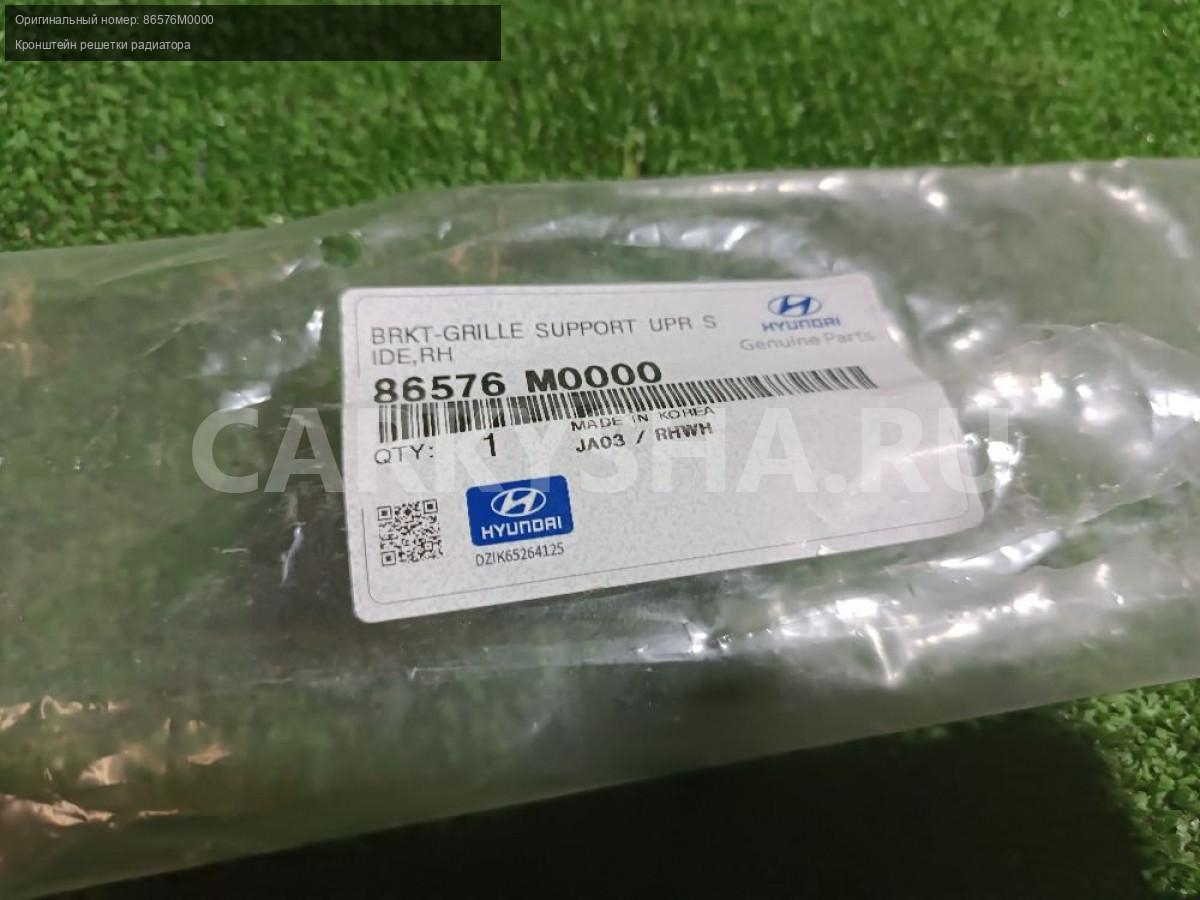 Оригинальный номер: 86576M0000
Кронштейн решетки радиатора
BRKT-GRILLE SUPPORT UPR S
IDE,RH
HYUNDAI
Genuine Parts
86576 M0000
MADE IN KOREA
QTY: 1 JA03 / RHWH
CARKYSHA.RU
HYUNDAI
DZIK65264125